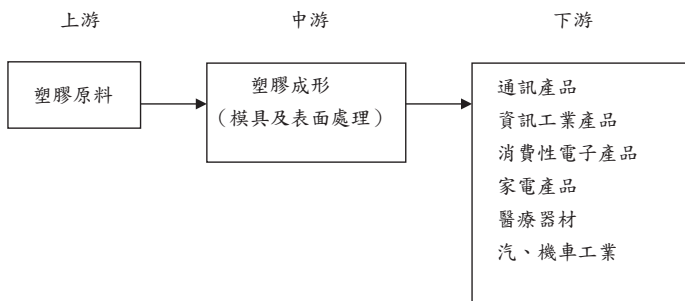 上游
中游
下游
塑膠原料
塑膠成形
（模具及表面處理）
通訊產品
資訊工業產品
消費性電子產品
家電產品
醫療器材
汽、機車工業